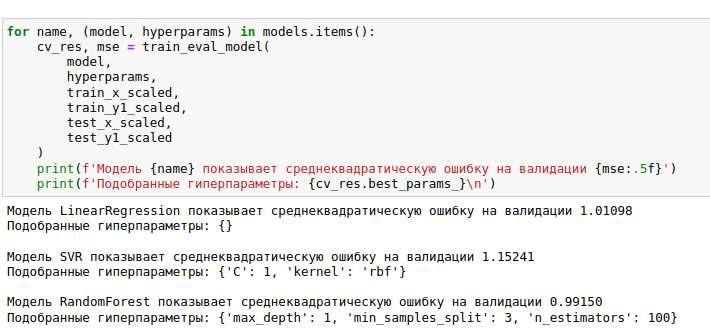 for name, (model, hyperparams) in models.items():
    cv_res, mse = train_eval_model(
        model,
        hyperparams,
        train_x_scaled,
        train_y1_scaled,
        test_x_scaled,
        test_y1_scaled
    )
    print(f'Модель {name} показывает среднеквадратическую ошибку на валидации {mse:.5f}')
    print(f'Подобранные гиперпараметры: {cv_res.best_params_}\n')
Модель LinearRegression показывает среднеквадратическую ошибку на валидации 1.01098
Подобранные гиперпараметры: {}
Модель SVR показывает среднеквадратическую ошибку на валидации 1.15241
Подобранные гиперпараметры: {'C': 1, 'kernel': 'rbf'}
Модель RandomForest показывает среднеквадратическую ошибку на валидации 0.99150
Подобранные гиперпараметры: {'max_depth': 1, 'min_samples_split': 3, 'n_estimators': 100}